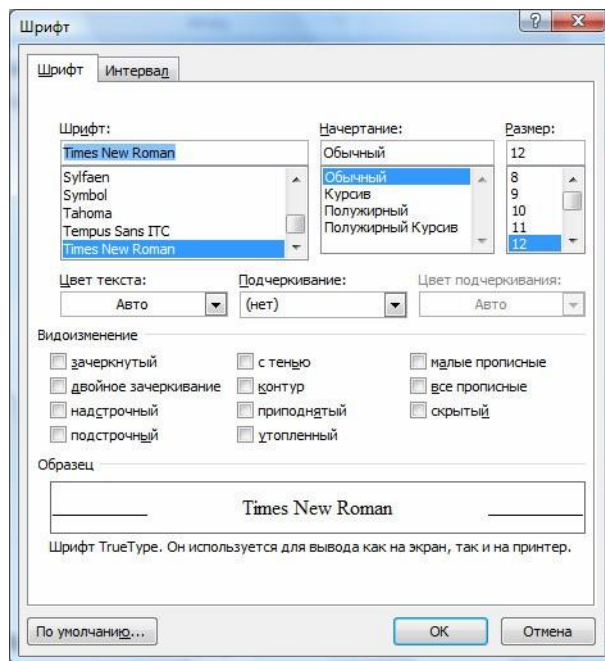 Шрифт
Шрифт Интервал
Шрифт: Начертание: Размер:
Times New Roman Обычный 12
Sylfaen Обычный 8
Symbol Курсив 9
Tahoma Полужирный 10
Tempus Sans ITC Полужирный Курсив 11
Times New Roman 12
Цвет текста: Подчеркивание: Цвет подчеркивания:
Авто (нет) Авто
Видоизменение
зачеркнутый с тенью малые прописные
двойное зачеркивание контур все прописные
надстрочный приподнятый скрытый
подстрочный утопленный
Образец
Times New Roman
Шрифт TrueType. Он используется для вывода как на экран, так и на принтер.
По умолчанию... ОК Отмена